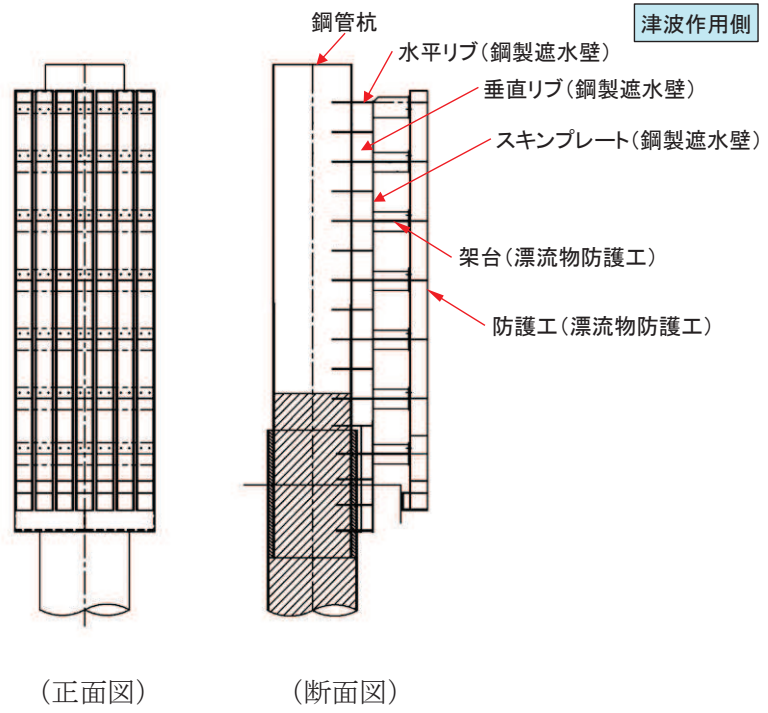 津波作用側
鋼管杭
水平リブ(鋼製遮水壁)
垂直リブ(鋼製遮水壁)
スキンプレート(鋼製遮水壁)
架台(漂流物防護工)
防護工(漂流物防護工)
(正面図)
(断面図)